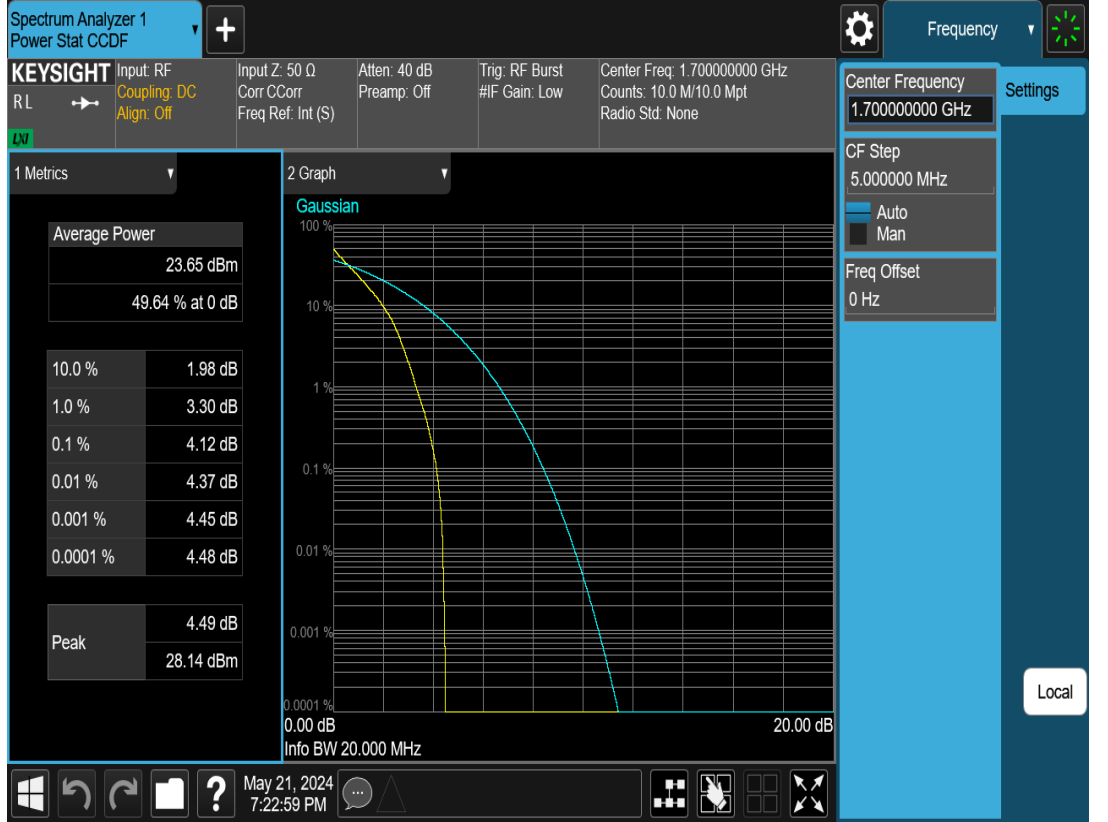 Spectrum Analyzer 1
Power Stat CCDF
Frequency
KEYSIGHT
RL
LXI
Input: RF
Coupling: DC
Align: Off
Input Z: 50 Ω
Corr CCorr
Freq Ref: Int (S)
Atten: 40 dB
Preamp: Off
Trig: RF Burst
#IF Gain: Low
Center Freq: 1.700000000 GHz
Counts: 10.0 M/10.0 Mpt
Radio Std: None
Center Frequency
1.700000000 GHz
Settings
CF Step
5.000000 MHz
Auto
Man
Freq Offset
0 Hz
Local
1 Metrics
Average Power
23.65 dBm
49.64 % at 0 dB
10.0 % 1.98 dB
1.0 % 3.30 dB
0.1 % 4.12 dB
0.01 % 4.37 dB
0.001 % 4.45 dB
0.0001 % 4.48 dB
Peak
4.49 dB
28.14 dBm
2 Graph
Gaussian
100 %
10 %
1 %
0.1 %
0.01 %
0.001 %
0.0001 %
0.00 dB 20.00 dB
Info BW 20.000 MHz
?
May 21, 2024
7:22:59 PM